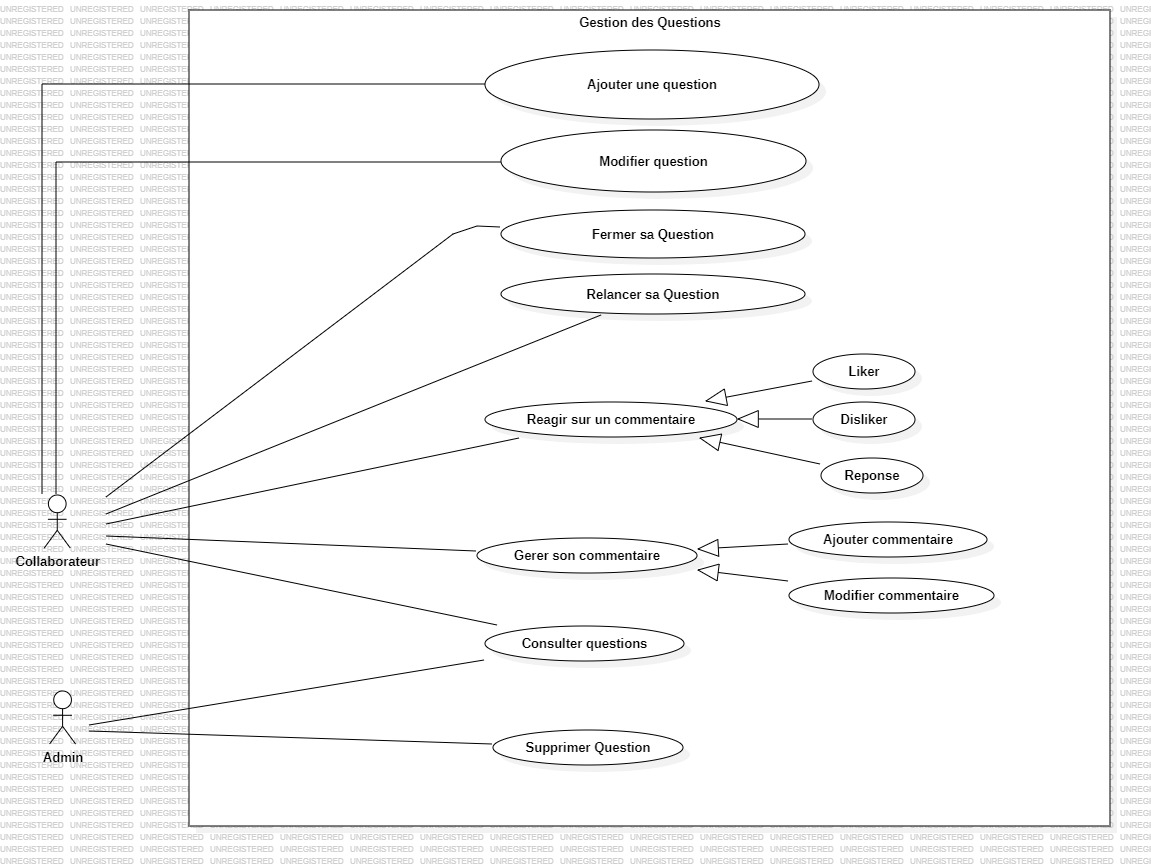 Gestion des Questions
Ajouter une question
Modifier question
Fermer sa Question
Relancer sa Question
Liker
Reagir sur un commentaire
Disliker
Reponse
Ajouter commentaire
Gerer son commentaire
Collaborateur
Modifier commentaire
Consulter questions
Supprimer Question
Admin
UNREGISTERED